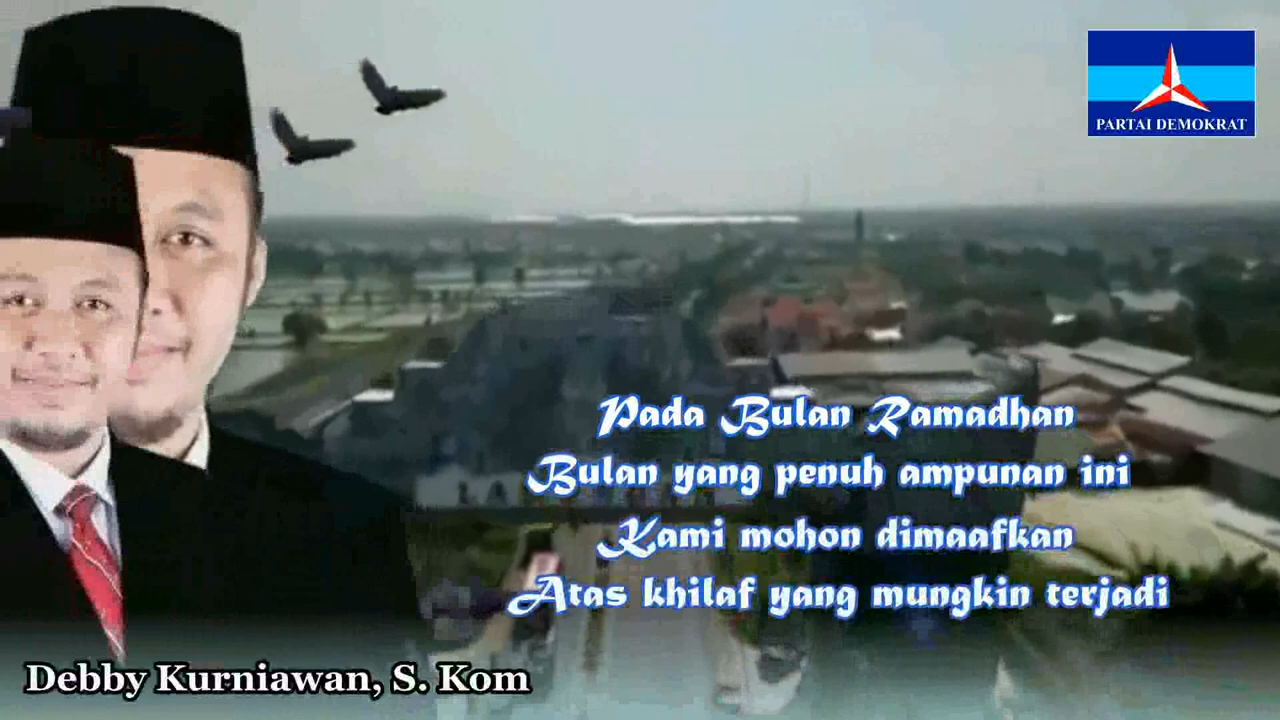 PARTAI DEMOKRAT
Pada Bulan Ramadhan
Bulan yang penuh ampunan ini
Kami mohon dimaafkan
Atas khilaf yang mungkin terjadi
Debby Kurniawan, S. Kom